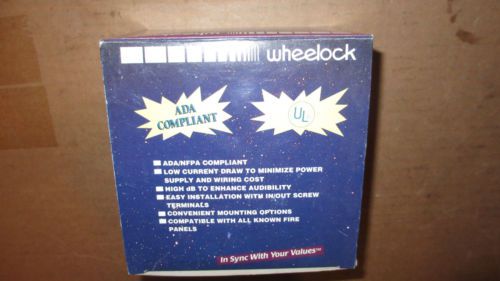 wheelock
ADA
COMPLIANT
UL
ADA/NFPA COMPLIANT
LOW CURRENT DRAW TO MINIMIZE POWER
SUPPLY AND WIRING COST
HIGH dB TO ENHANCE AUDIBILITY
EASY INSTALLATION WITH IN/OUT SCREW
TERMINALS
CONVENIENT MOUNTING OPTIONS
COMPATIBLE WITH ALL KNOWN FIRE
PANELS
In Sync With Your Values™